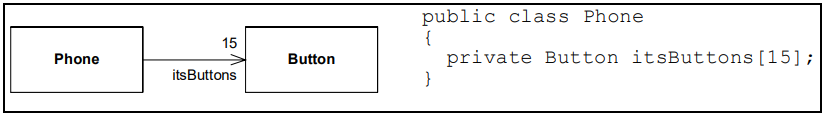 Phone
15
itsButtons
Button
public class Phone
{
  private Button itsButtons[15];
}